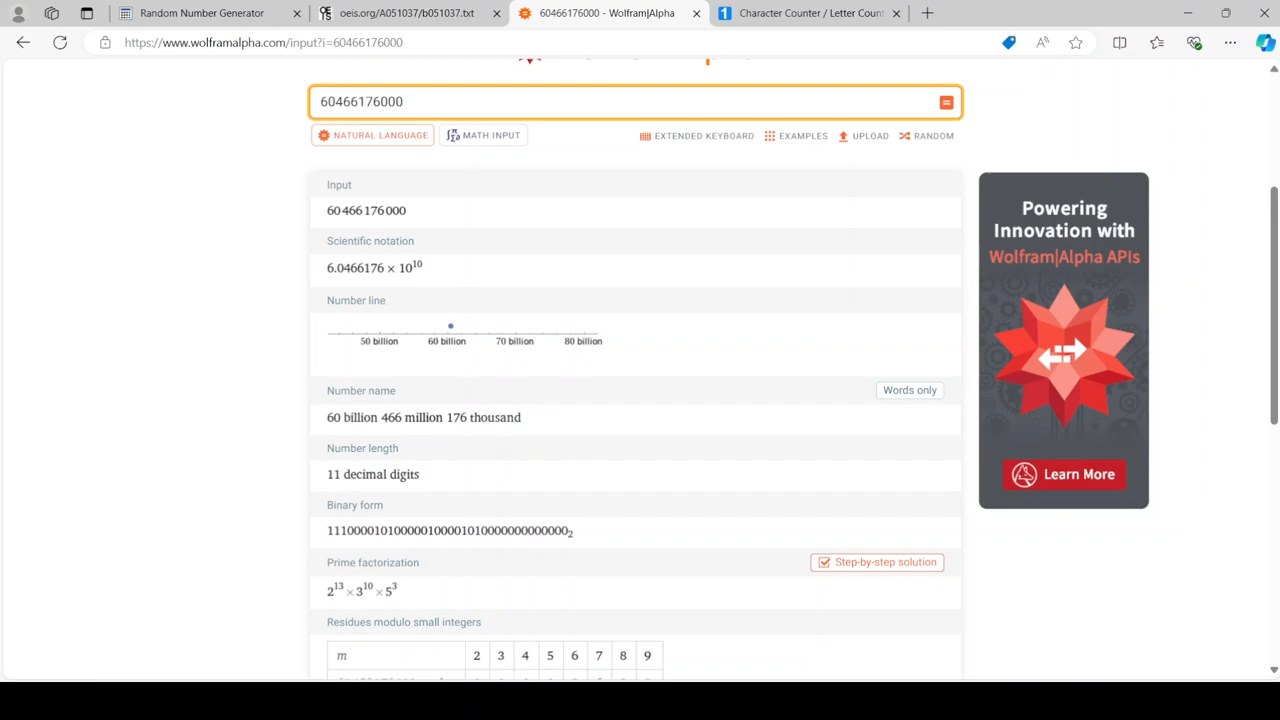 Random Number Generator
oeis.org/A051037/b051037.txt
60466176000 - Wolfram|Alpha
Character Counter / Letter Count
https://www.wolframalpha.com/input?i=60466176000
60466176000
NATURAL LANGUAGE
MATH INPUT
EXTENDED KEYBOARD
EXAMPLES
UPLOAD
RANDOM
Input
60 466 176 000
Scientific notation
6.0466176 × 10^10
Number line
50 billion 60 billion 70 billion 80 billion
Number name
Words only
60 billion 466 million 176 thousand
Number length
11 decimal digits
Binary form
111000010100000100001010000000000000₂
Prime factorization
Step-by-step solution
2^13 × 3^10 × 5^3
Residues modulo small integers
m 2 3 4 5 6 7 8 9
Powering
Innovation with
Wolfram|Alpha APIs
Learn More